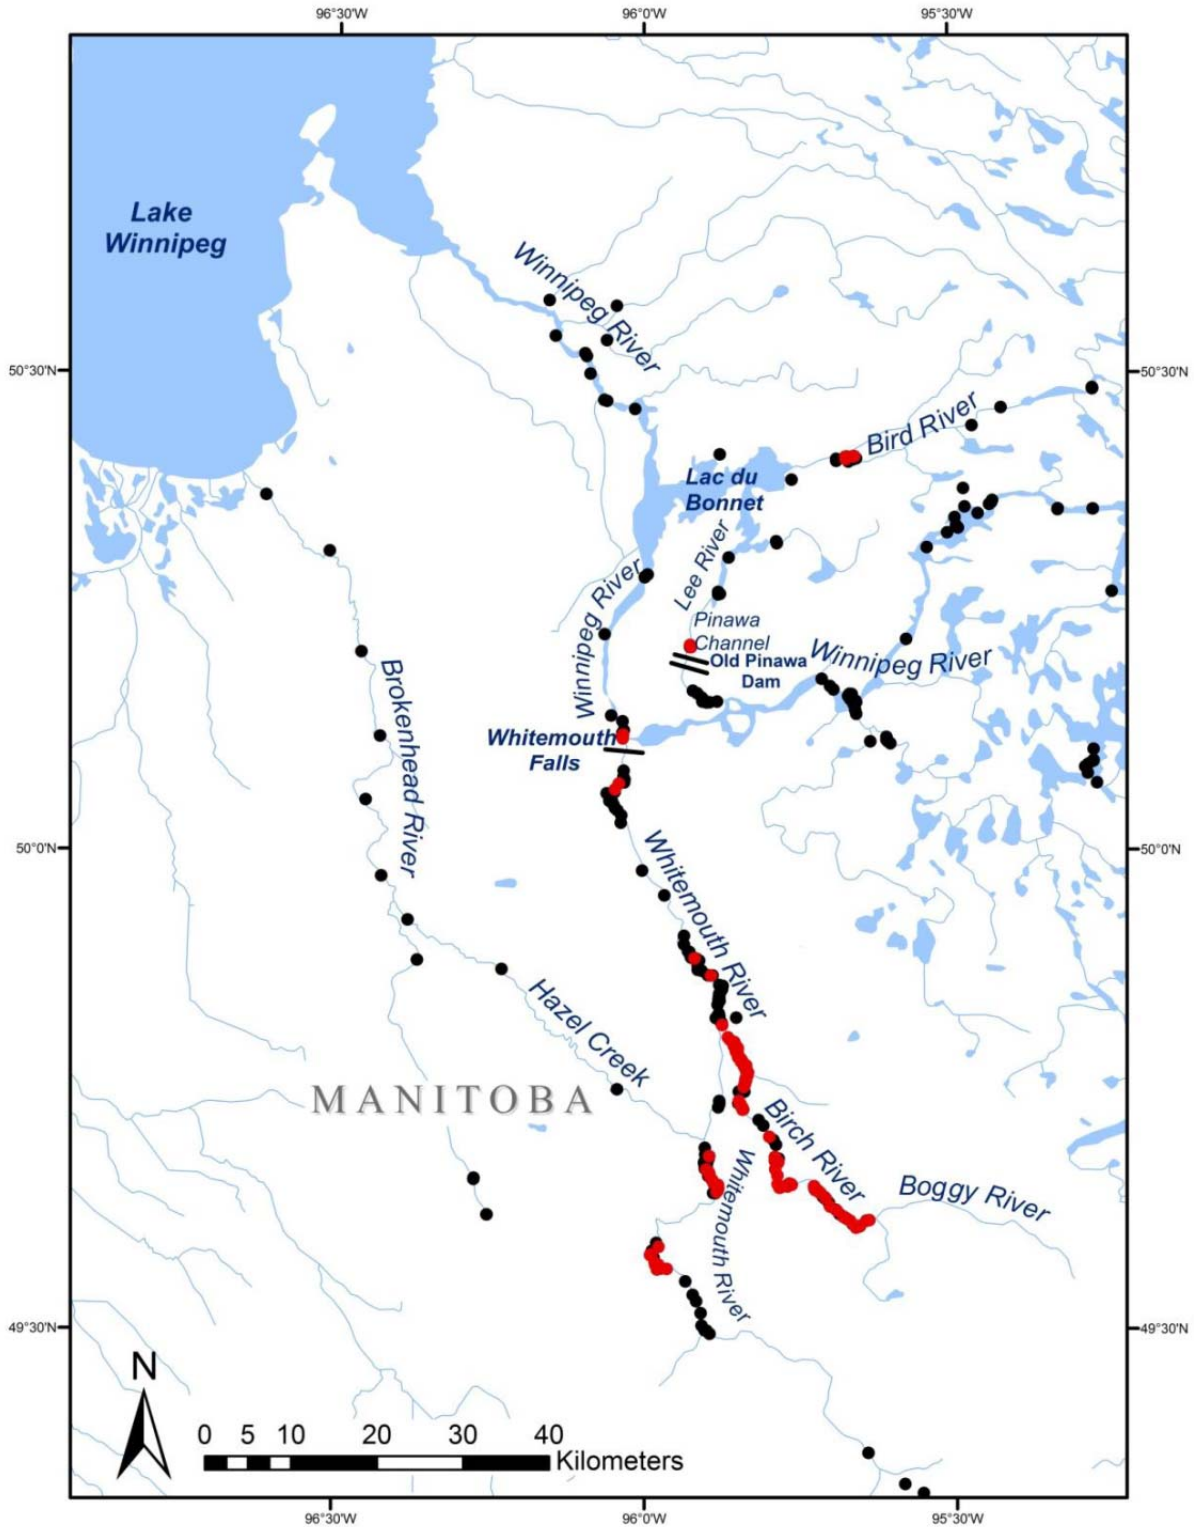 96°30'W 96°0'W 95°30'W
Lake
Winnipeg
Winnipeg River
50°30'N 50°30'N
Bird River
Lac du
Bonnet
Lee River
Winnipeg River
Pinawa
Channel
Old Pinawa
Dam
Winnipeg River
Brokenhead River
Whitemouth
Falls
50°0'N 50°0'N
Whitemouth River
Hazel Creek
MANITOBA
Birch River
Boggy River
Whitemouth River
49°30'N 49°30'N
N
0 5 10 20 30 40
Kilometers
96°30'W 96°0'W 95°30'W